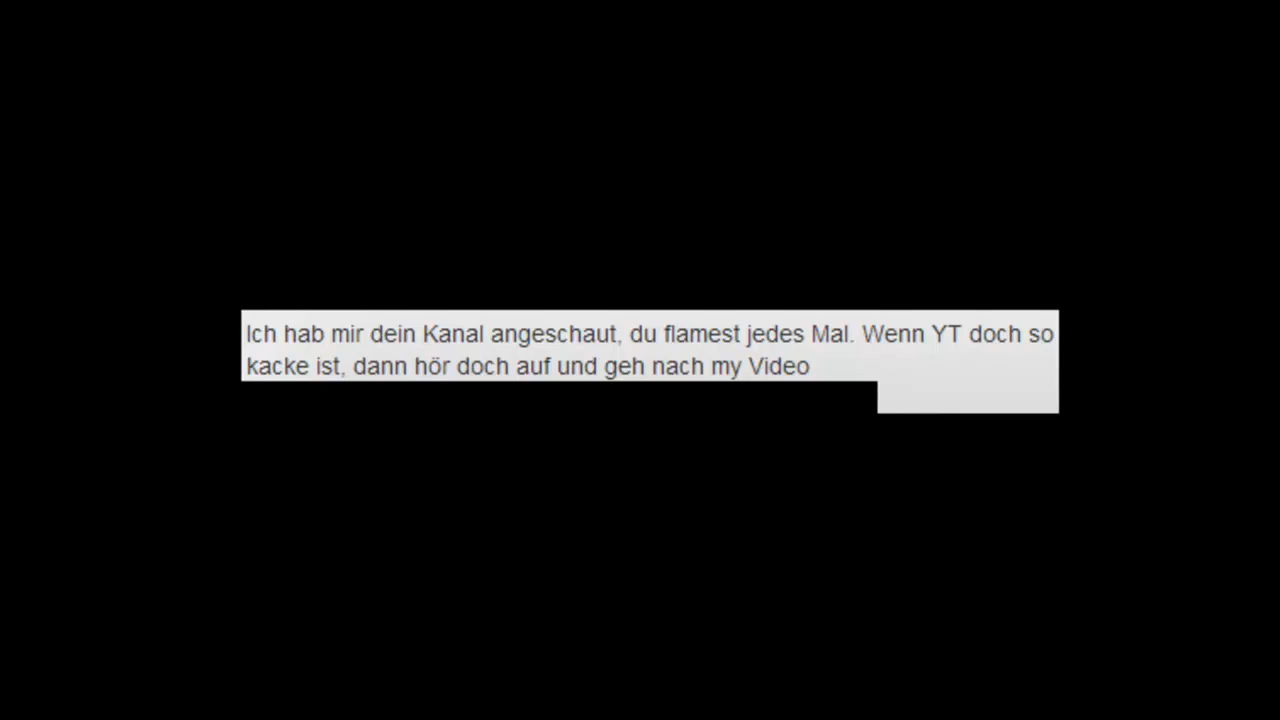 Ich hab mir dein Kanal angeschaut, du flamest jedes Mal. Wenn YT doch so
kacke ist, dann hör doch auf und geh nach my Video